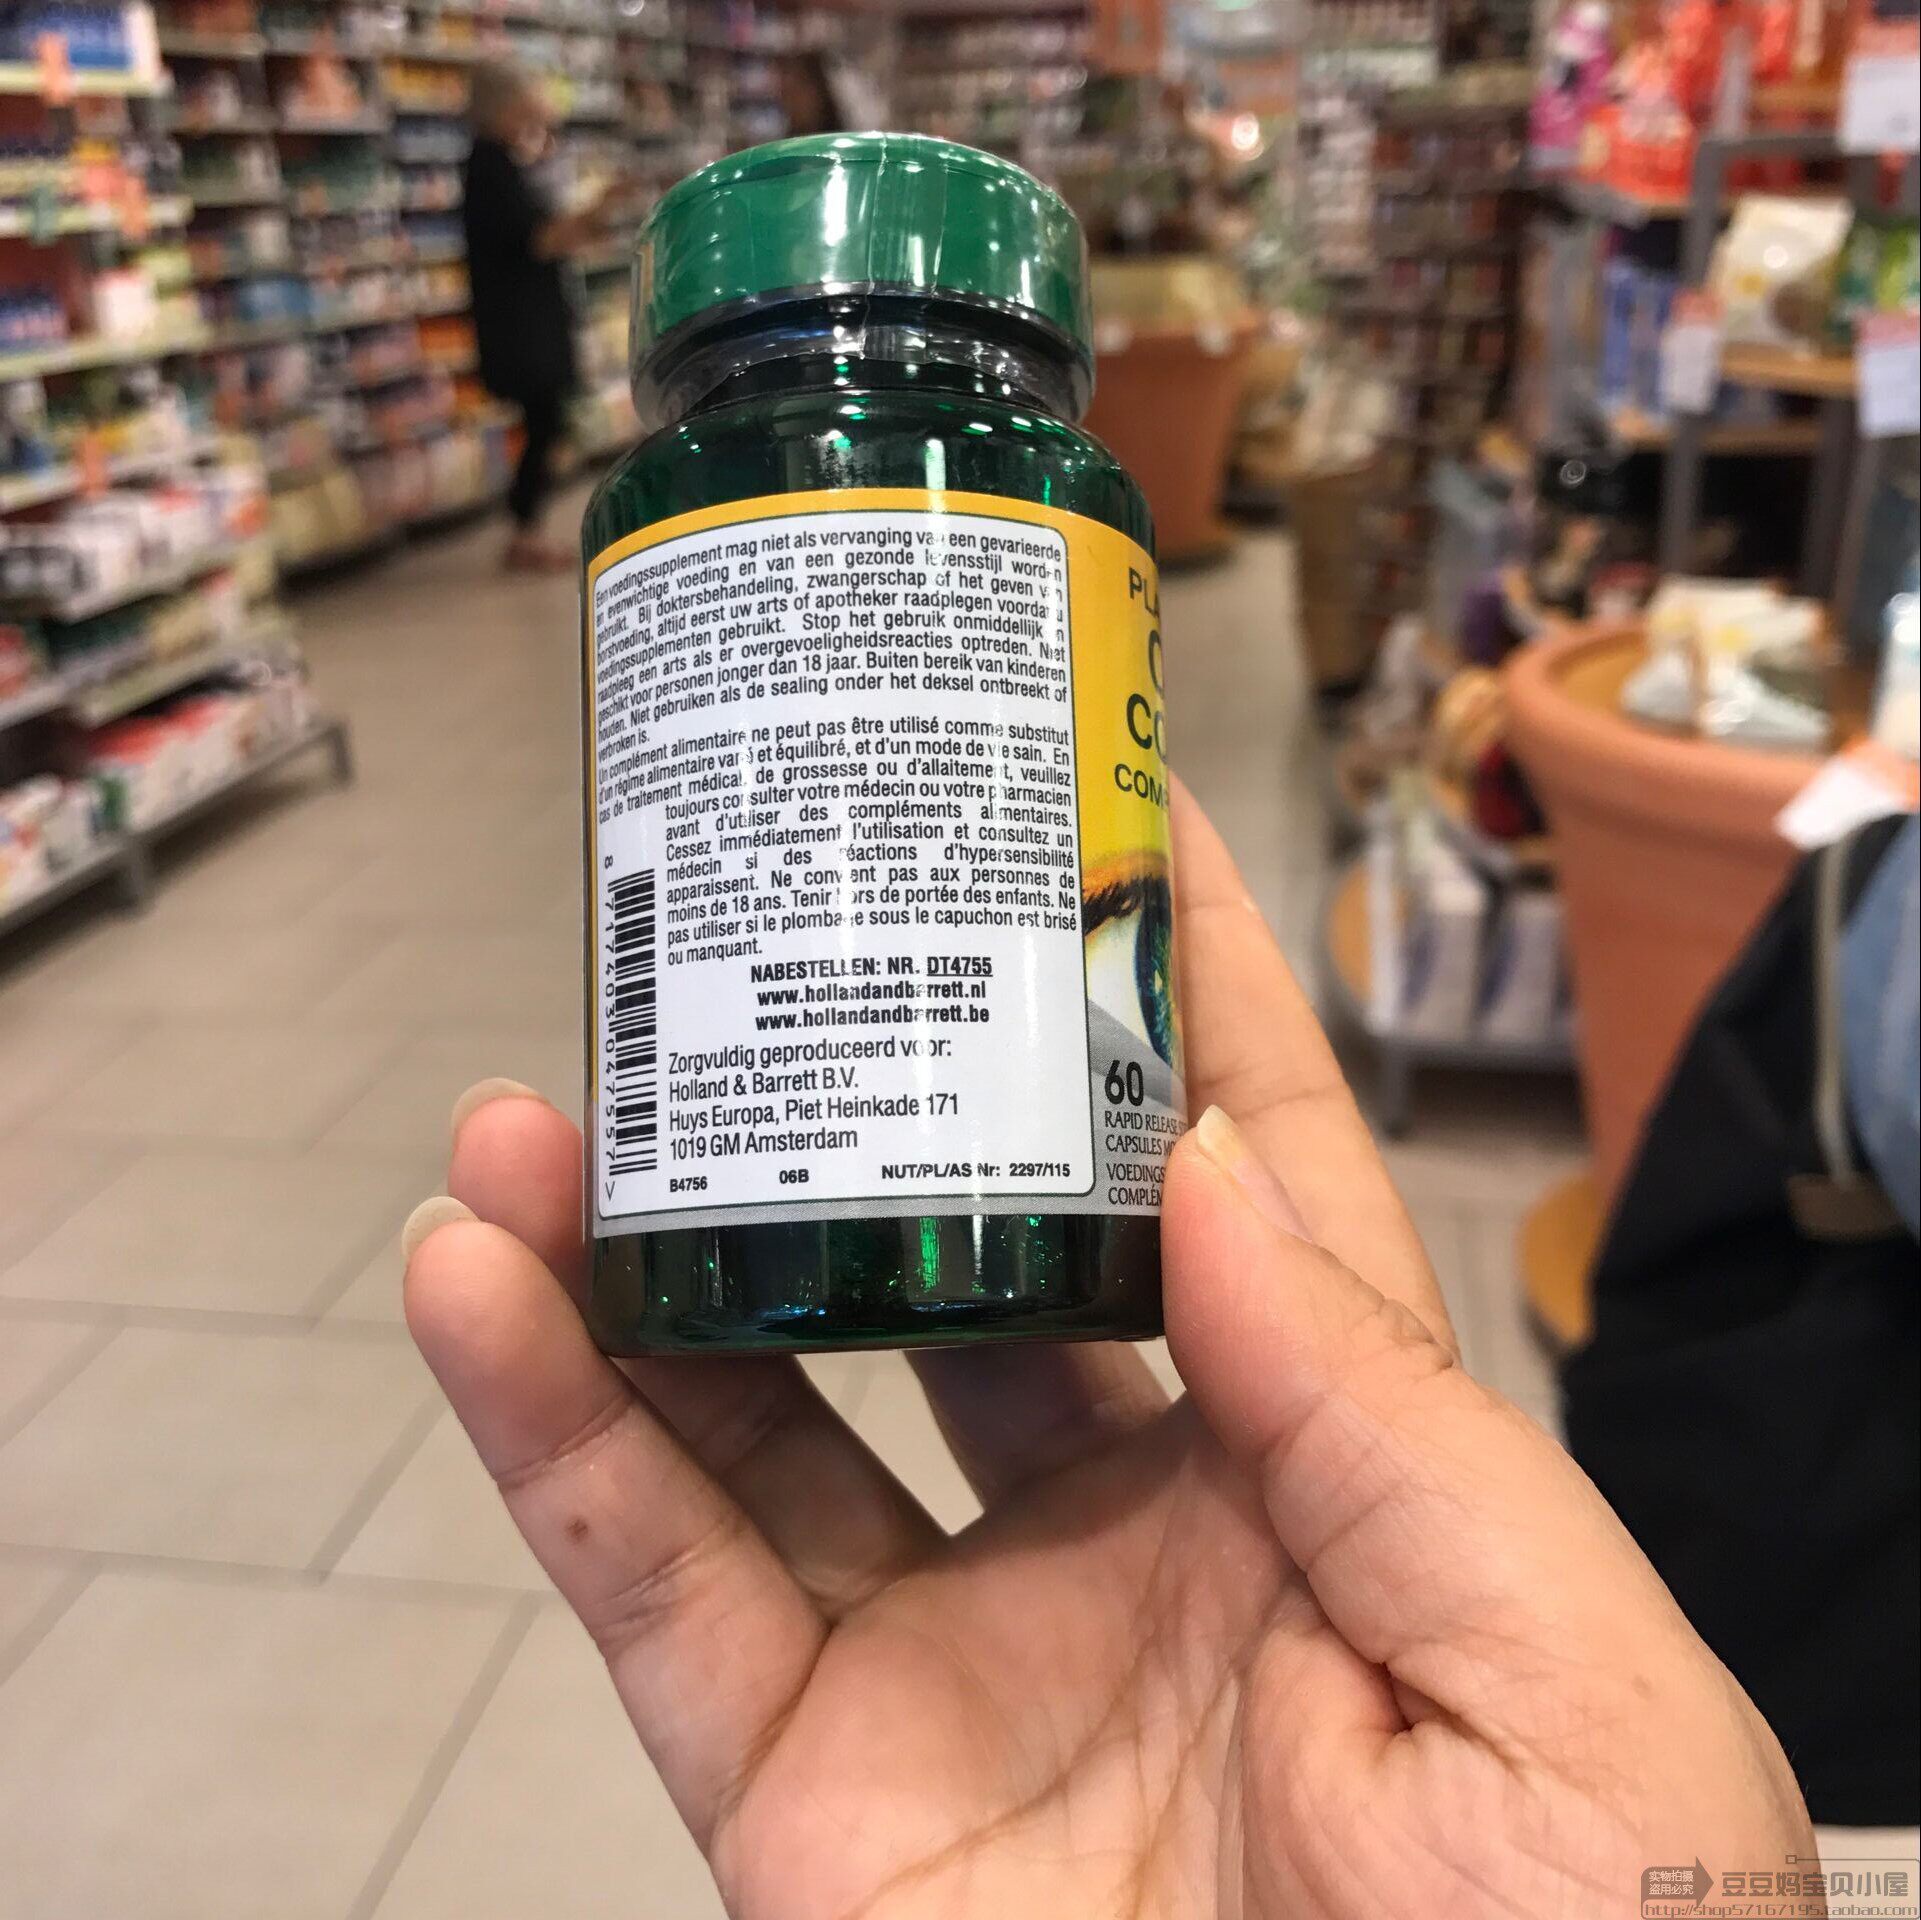 Een voedingssupplement mag niet als vervanging van een gevarieerde
en evenwichtige voeding en van een gezonde levensstijl worden
gebruikt. Bij doktersbehandeling, zwangerschap of het geven van
borstvoeding, altijd eerst uw arts of apotheker raadplegen voordat u
voedingssupplementen gebruikt. Stop het gebruik onmiddellijk en
raadpleeg een arts als er overgevoeligheidsreacties optreden. Niet
geschikt voor personen jonger dan 18 jaar. Buiten bereik van kinderen
houden. Niet gebruiken als de sealing onder het deksel ontbreekt of
verbroken is.
Un complément alimentaire ne peut pas être utilisé comme substitut
d'un régime alimentaire varié et équilibré, et d'un mode de vie sain. En
cas de traitement médical, de grossesse ou d'allaitement, veuillez
toujours consulter votre médecin ou votre pharmacien
avant d'utiliser des compléments alimentaires.
Cessez immédiatement l'utilisation et consultez un
médecin si des réactions d'hypersensibilité
apparaissent. Ne convient pas aux personnes de
moins de 18 ans. Tenir hors de portée des enfants. Ne
pas utiliser si le plombage sous le capuchon est brisé
ou manquant.
NABESTELLEN: NR. DT4755
www.hollandandbarrett.nl
www.hollandandbarrett.be
Zorgvuldig geproduceerd voor:
Holland & Barrett B.V.
Huys Europa, Piet Heinkade 171
1019 GM Amsterdam
B4756 06B NUT/PL/AS Nr: 2297/115
8 717403 047557
60
RAPID RELEASE
CAPSULES
实物拍摄
盗用必究
豆豆妈宝贝小屋
http://shop57167195.taobao.com